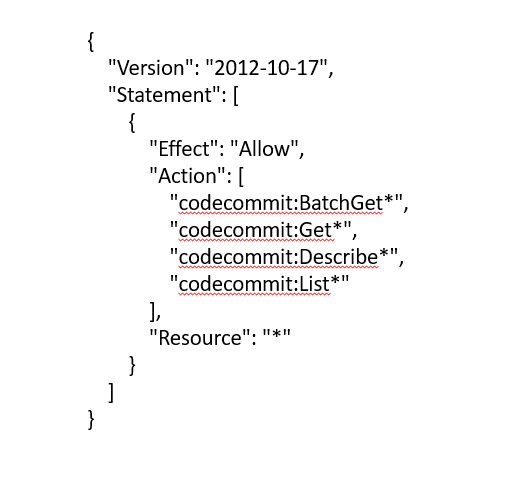 {
"Version": "2012-10-17",
"Statement": [
{
"Effect": "Allow",
"Action": [
"codecommit:BatchGet*",
"codecommit:Get*",
"codecommit:Describe*",
"codecommit:List*"
],
"Resource": "*"
}
]
}